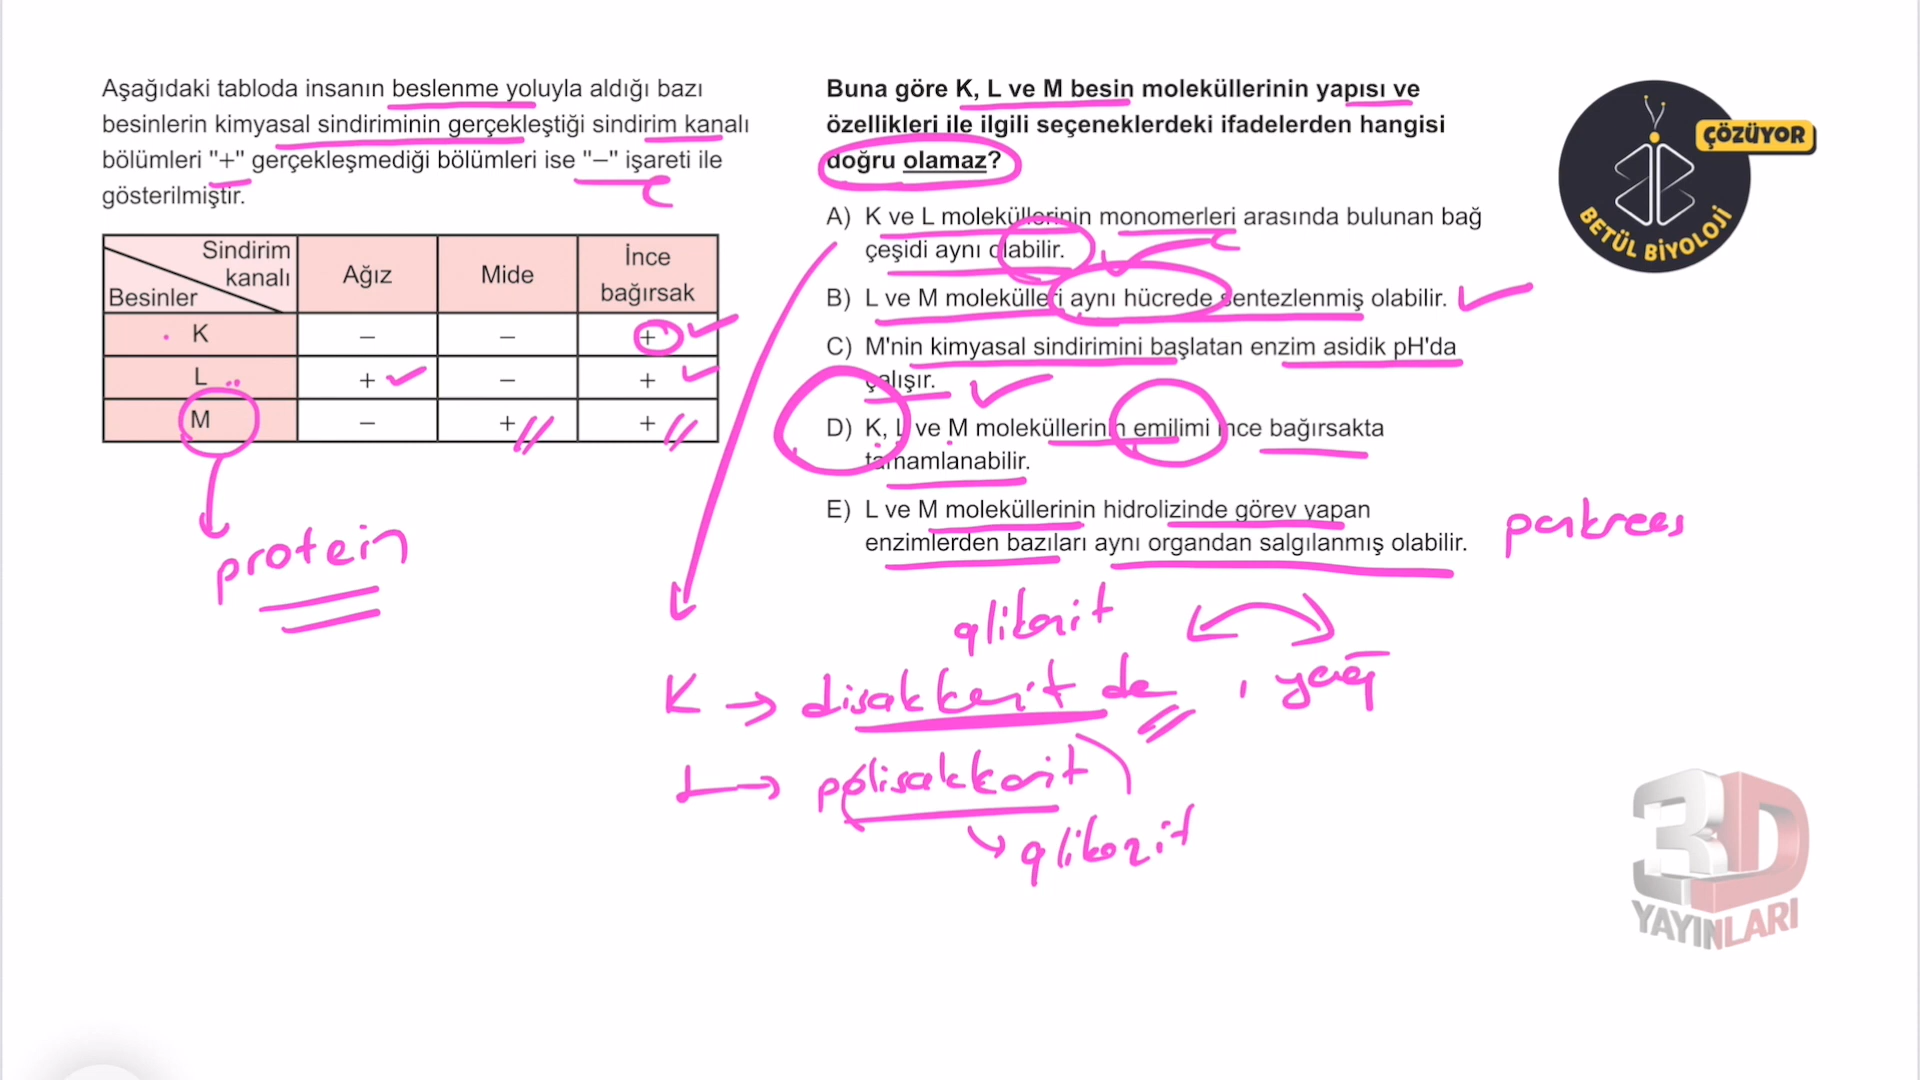 Aşağıdaki tabloda insanın beslenme yoluyla aldığı bazı
besinlerin kimyasal sindiriminin gerçekleştiği sindirim kanalı
bölümleri "+" gerçekleşmediği bölümleri ise "–" işareti ile
gösterilmiştir.
Sindirim kanalı
Besinler
Ağız
Mide
İnce bağırsak
K – – +
L + – +
M – + +
protein
Buna göre K, L ve M besin moleküllerinin yapısı ve
özellikleri ile ilgili seçeneklerdeki ifadelerden hangisi
doğru olamaz?
A) K ve L moleküllerinin monomerleri arasında bulunan bağ
çeşidi aynı olabilir.
B) L ve M molekülleri aynı hücrede sentezlenmiş olabilir.
C) M'nin kimyasal sindirimini başlatan enzim asidik pH'da
çalışır.
D) K, L ve M moleküllerinin emilimi ince bağırsakta
tamamlanabilir.
E) L ve M moleküllerinin hidrolizinde görev yapan
enzimlerden bazıları aynı organdan salgılanmış olabilir.
pankreas
glikozit
K → disakkarit de , yağ
L → polisakkarit
glikozit
ÇÖZÜYOR
BETÜL BİYOLOJİ
3D
YAYINLARI